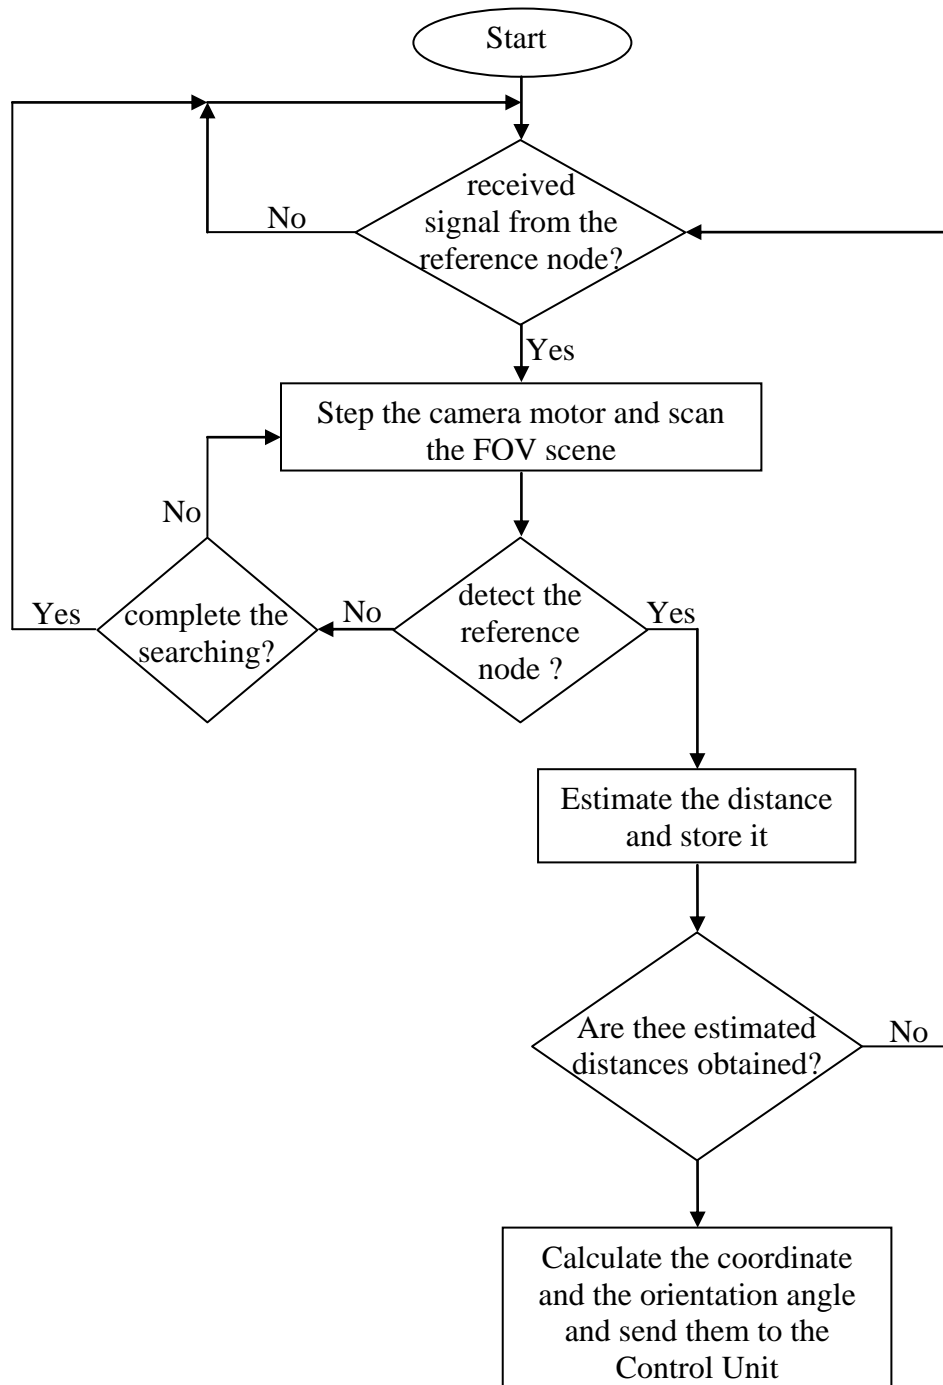 Start
received
signal from the
reference node?
No
Yes
Step the camera motor and scan
the FOV scene
No
detect the
reference
node ?
No
Yes
complete the
searching?
Yes
Estimate the distance
and store it
Are thee estimated
distances obtained?
No
Calculate the coordinate
and the orientation angle
and send them to the
Control Unit